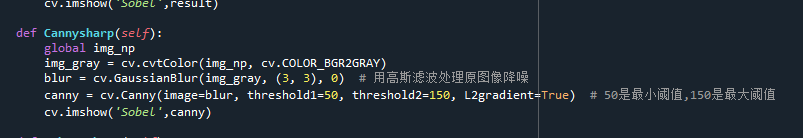 cv.imshow('Sobel',result)
def Cannysharp(self):
global img_np
img_gray = cv.cvtColor(img_np, cv.COLOR_BGR2GRAY)
blur = cv.GaussianBlur(img_gray, (3, 3), 0)  # 用高斯滤波处理原图像降噪
canny = cv.Canny(image=blur, threshold1=50, threshold2=150, L2gradient=True)  # 50是最小阈值,150是最大阈值
cv.imshow('Sobel',canny)